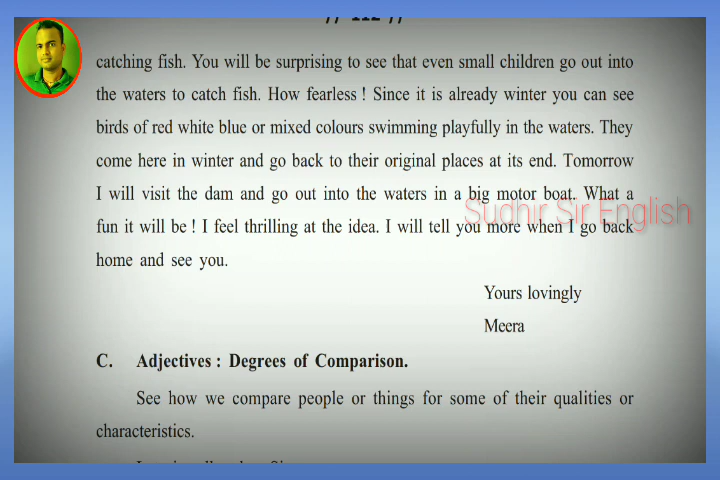 // 112 //
catching fish. You will be surprising to see that even small children go out into
the waters to catch fish. How fearless ! Since it is already winter you can see
birds of red white blue or mixed colours swimming playfully in the waters. They
come here in winter and go back to their original places at its end. Tomorrow
I will visit the dam and go out into the waters in a big motor boat. What a
Sudhir Sir English
fun it will be ! I feel thrilling at the idea. I will tell you more when I go back
home and see you.
Yours lovingly
Meera
C. Adjectives : Degrees of Comparison.
See how we compare people or things for some of their qualities or
characteristics.